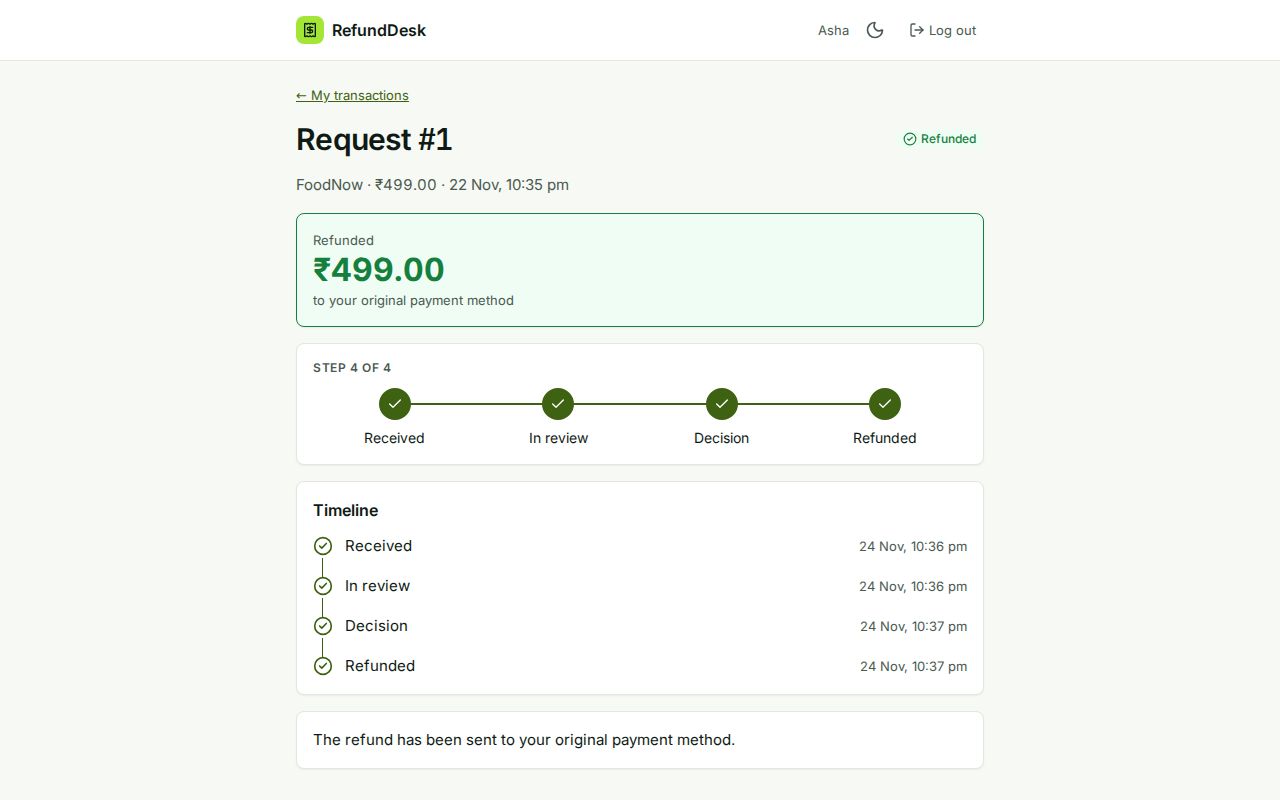 RefundDesk
Asha
Log out
← My transactions
Request #1
Refunded
FoodNow · ₹499.00 · 22 Nov, 10:35 pm
Refunded
₹499.00
to your original payment method
STEP 4 OF 4
Received
In review
Decision
Refunded
Timeline
Received 24 Nov, 10:36 pm
In review 24 Nov, 10:36 pm
Decision 24 Nov, 10:37 pm
Refunded 24 Nov, 10:37 pm
The refund has been sent to your original payment method.